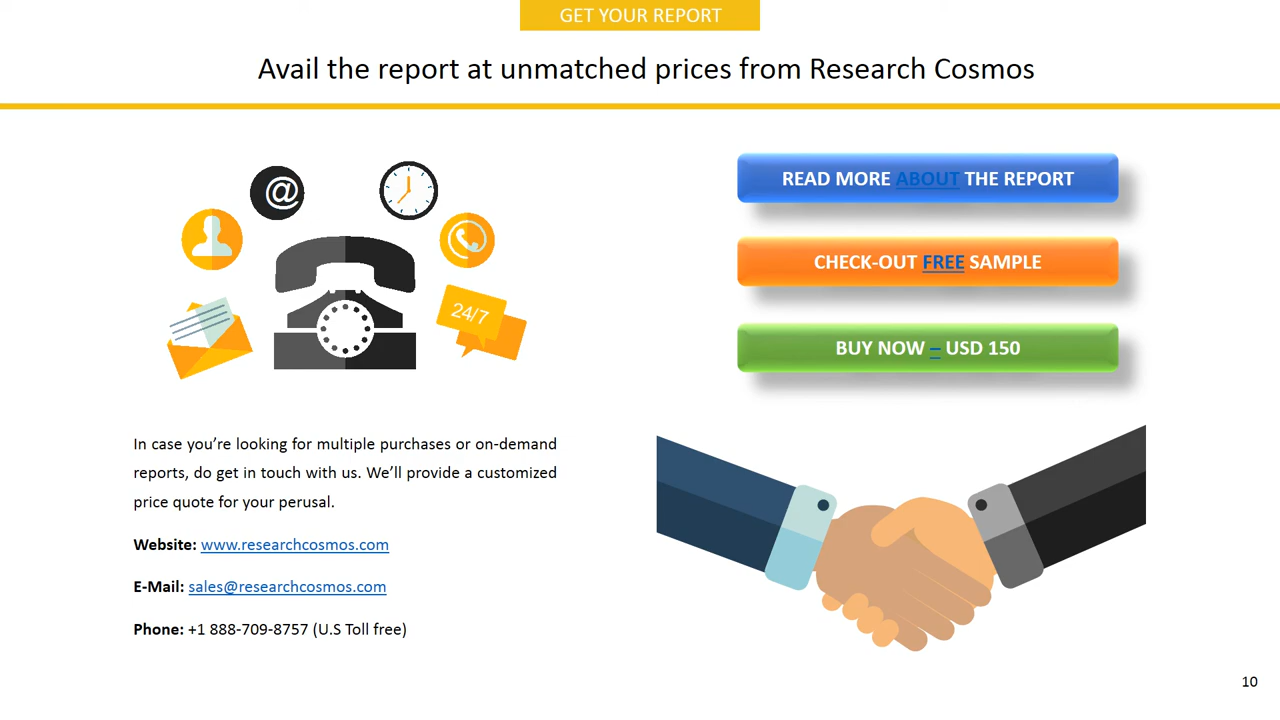 GET YOUR REPORT
Avail the report at unmatched prices from Research Cosmos
@
24/7
READ MORE ABOUT THE REPORT
CHECK-OUT FREE SAMPLE
BUY NOW – USD 150
In case you’re looking for multiple purchases or on-demand
reports, do get in touch with us. We’ll provide a customized
price quote for your perusal.
Website: www.researchcosmos.com
E-Mail: sales@researchcosmos.com
Phone: +1 888-709-8757 (U.S Toll free)
10